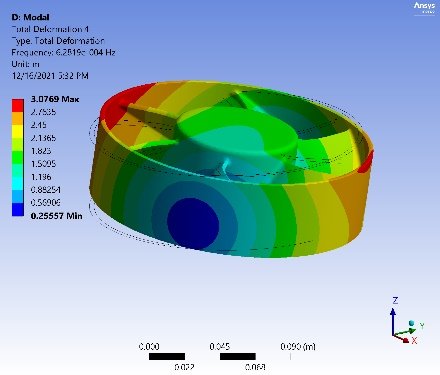 Ansys
D: Modal
Total Deformation 4
Type: Total Deformation
Frequency: 6.2819e-004 Hz
Unit: m
12/16/2021 5:32 PM
3.0769 Max
2.7635
2.45
2.1365
1.823
1.5095
1.196
0.88254
0.56906
0.25557 Min
Z
Y
X
0.000 0.045 0.090 (m)
0.022 0.068